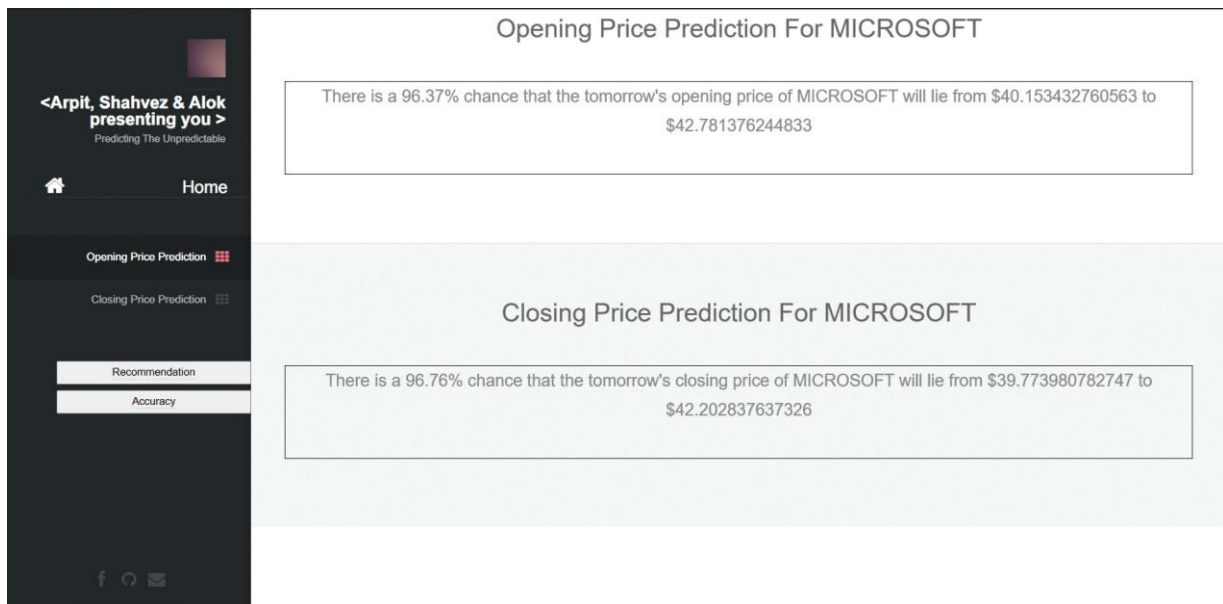 <Arpit, Shahvez & Alok
presenting you >
Predicting The Unpredictable
Home
Opening Price Prediction
Closing Price Prediction
Recommendation
Accuracy
Opening Price Prediction For MICROSOFT
There is a 96.37% chance that the tomorrow's opening price of MICROSOFT will lie from $40.153432760563 to
$42.781376244833
Closing Price Prediction For MICROSOFT
There is a 96.76% chance that the tomorrow's closing price of MICROSOFT will lie from $39.773980782747 to
$42.202837637326